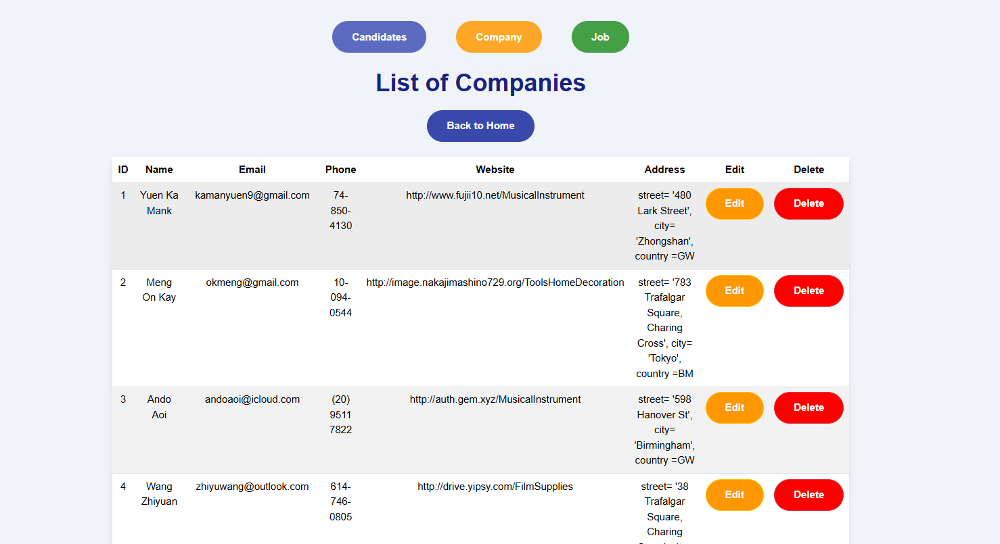 Candidates Company Job
List of Companies
Back to Home
ID Name Email Phone Website Address Edit Delete
1 Yuen Ka kamanyuen9@gmail.com 74- http://www.fujii10.net/MusicalInstrument street= '480 Edit Delete
Mank 850- Lark Street',
4130 city=
'Zhongshan',
country =GW
2 Meng okmeng@gmail.com 10- http://image.nakajimashino729.org/ToolsHomeDecoration street= '783 Edit Delete
On Kay 094- Trafalgar
0544 Square,
Charing
Cross', city=
'Tokyo',
country =BM
3 Ando andoaoi@icloud.com (20) http://auth.gem.xyz/MusicalInstrument street= '598 Edit Delete
Aoi 9511 Hanover St',
7822 city=
'Birmingham',
country =GW
4 Wang zhiyuwang@outlook.com 614- http://drive.yipsy.com/FilmSupplies street= '38 Edit Delete
Zhiyuan 746- Trafalgar
0805 Square,
Charing